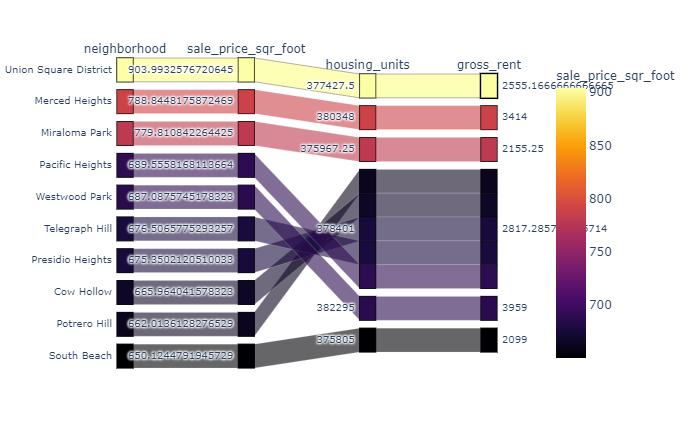 neighborhood sale_price_sqr_foot
housing_units gross_rent
sale_price_sqr_foot
Union Square District 903.9932576720645 377427.5 2555.1666666666665
Merced Heights 788.8448175872469 380348 3414
Miraloma Park 779.810842264425 375967.25 2155.25
Pacific Heights 689.5558168113664
Westwood Park 687.0875745178323
Telegraph Hill 676.5065775293257 378401 2817.285714285714
Presidio Heights 675.3502120510033
Cow Hollow 665.964041578323 382295 3959
Potrero Hill 662.0136128276529
South Beach 650.1244791945729 375805 2099
900
850
800
750
700